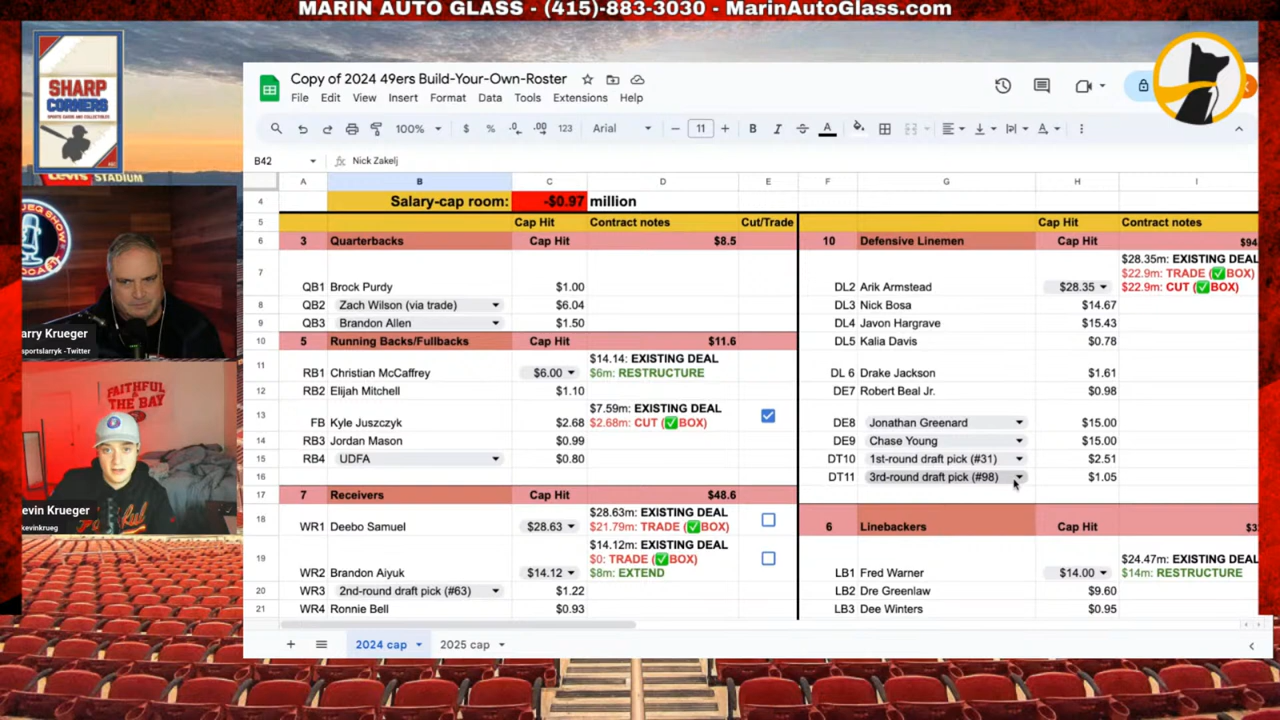 MARIN AUTO GLASS - (415)-883-3030 - MarinAutoGlass.com
SHARP
CORNERS
SPORTS CARDS AND COLLECTIBLES
STADIUM
SHOW
arry Krueger
sportslarryk -Twitter
FAITHFUL
THE BAY
evin Krueger
kevinkrueg
Copy of 2024 49ers Build-Your-Own-Roster
File Edit View Insert Format Data Tools Extensions Help
100% $ % .0 .00 123 Arial − 11 + B I S A
B42 fx Nick Zakelj
A B C D E F G H I
4 Salary-cap room: -$0.97 million
5 Cap Hit Contract notes Cut/Trade Cap Hit Contract notes
6 3 Quarterbacks Cap Hit $8.5 10 Defensive Linemen Cap Hit $94
$28.35m: EXISTING DEAL
$22.9m: TRADE (✅BOX)
7 QB1 Brock Purdy $1.00 DL2 Arik Armstead $28.35 $22.9m: CUT (✅BOX)
8 QB2 Zach Wilson (via trade) $6.04 DL3 Nick Bosa $14.67
9 QB3 Brandon Allen $1.50 DL4 Javon Hargrave $15.43
10 5 Running Backs/Fullbacks Cap Hit $11.6 DL5 Kalia Davis $0.78
$14.14: EXISTING DEAL
11 RB1 Christian McCaffrey $6.00 $6m: RESTRUCTURE DL 6 Drake Jackson $1.61
12 RB2 Elijah Mitchell $1.10 DE7 Robert Beal Jr. $0.98
$7.59m: EXISTING DEAL
13 FB Kyle Juszczyk $2.68 $2.68m: CUT (✅BOX) DE8 Jonathan Greenard $15.00
14 RB3 Jordan Mason $0.99 DE9 Chase Young $15.00
15 RB4 UDFA $0.80 DT10 1st-round draft pick (#31) $2.51
16 DT11 3rd-round draft pick (#98) $1.05
17 7 Receivers Cap Hit $48.6
$28.63m: EXISTING DEAL
18 WR1 Deebo Samuel $28.63 $21.79m: TRADE (✅BOX) 6 Linebackers Cap Hit $3
$14.12m: EXISTING DEAL
$0: TRADE (✅BOX) $24.47m: EXISTING DEAL
19 WR2 Brandon Aiyuk $14.12 $8m: EXTEND LB1 Fred Warner $14.00 $14m: RESTRUCTURE
20 WR3 2nd-round draft pick (#63) $1.22 LB2 Dre Greenlaw $9.60
21 WR4 Ronnie Bell $0.93 LB3 Dee Winters $0.95
+ 2024 cap 2025 cap